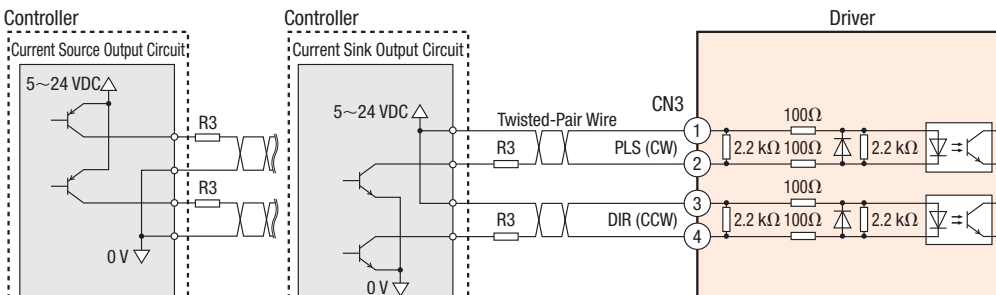 Controller
Current Source Output Circuit
5~24 VDC
R3
R3
0 V
Controller
Current Sink Output Circuit
5~24 VDC
Twisted-Pair Wire
R3
R3
0 V
Driver
CN3
PLS (CW)
1
2
100Ω
2.2 kΩ 100Ω 2.2 kΩ
DIR (CCW)
3
4
100Ω
2.2 kΩ 100Ω 2.2 kΩ